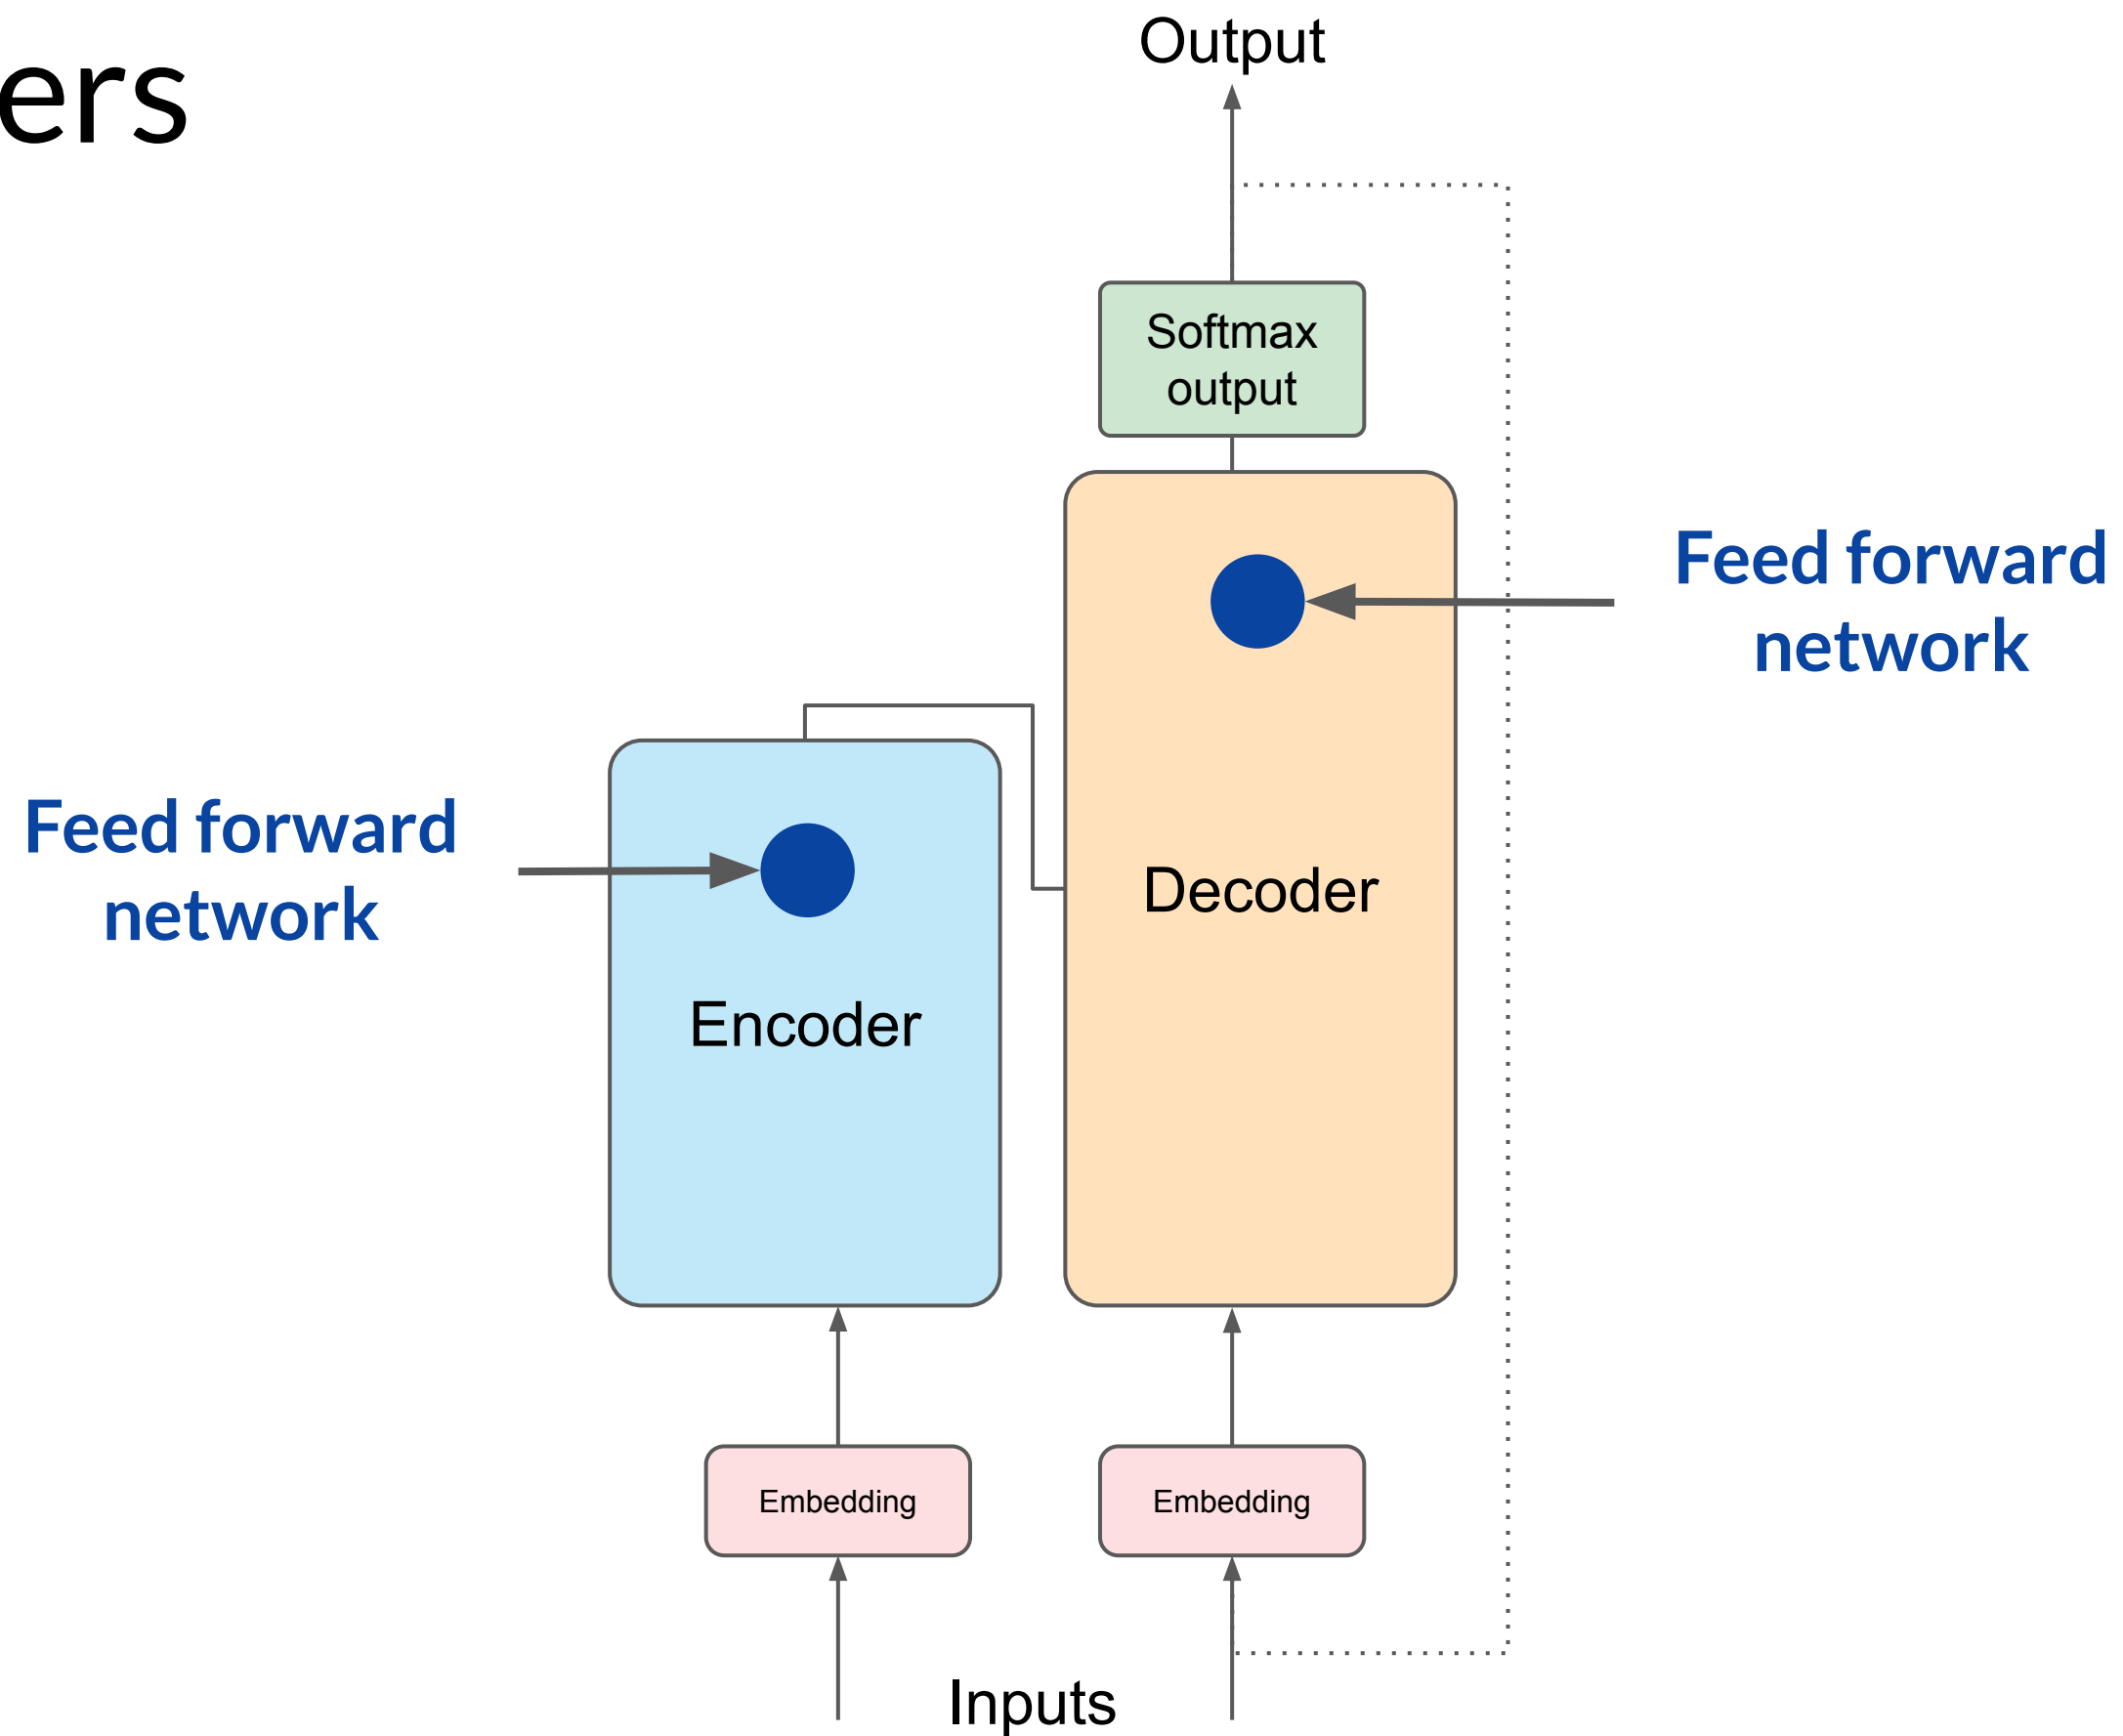 ers
Output
Softmax
output
Feed forward
network
Feed forward
network
Decoder
Encoder
Embedding
Embedding
Inputs